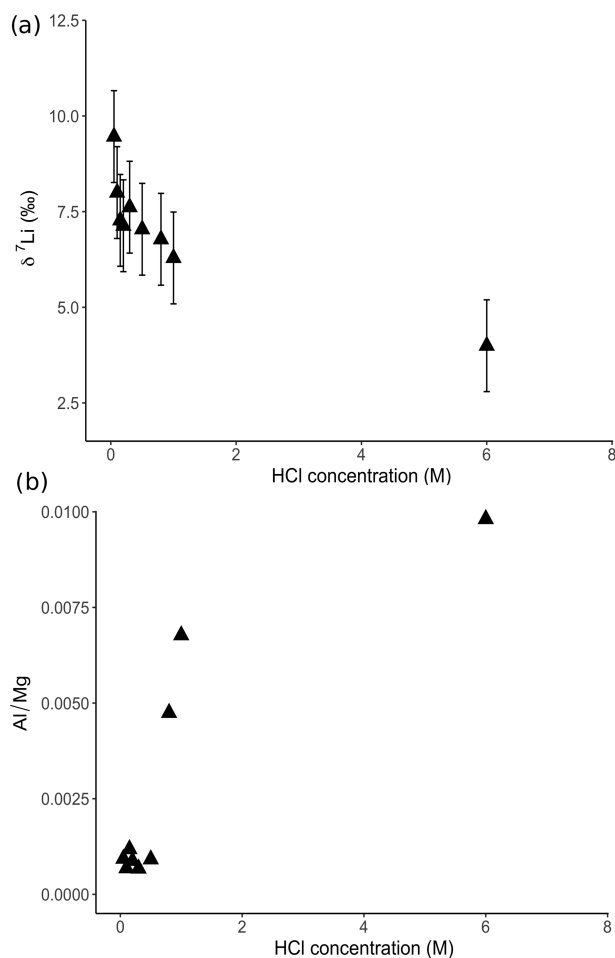 (a)
12.5
10.0
7.5
5.0
2.5
δ ⁷Li (‰)
0 2 4 6 8
HCl concentration (M)
(b)
0.0100
0.0075
0.0050
0.0025
0.0000
Al/Mg
0 2 4 6 8
HCl concentration (M)